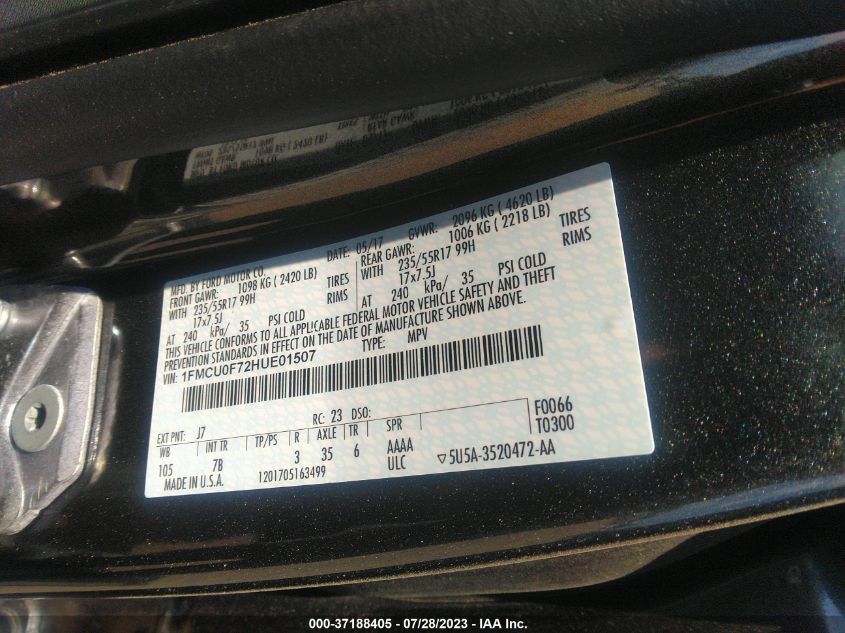 MFD. BY FORD MOTOR CO.
DATE: 05/17 GVWR: 2096 KG ( 4620 LB)
FRONT GAWR: 1098 KG ( 2420 LB)
REAR GAWR: 1006 KG ( 2218 LB)
WITH 235/55R17 99H TIRES
WITH 235/55R17 99H TIRES
17x7.5J RIMS
17x7.5J RIMS
AT 240 kPa/ 35 PSI COLD
AT 240 kPa/ 35 PSI COLD
THIS VEHICLE CONFORMS TO ALL APPLICABLE FEDERAL MOTOR VEHICLE SAFETY AND THEFT
PREVENTION STANDARDS IN EFFECT ON THE DATE OF MANUFACTURE SHOWN ABOVE.
VIN: 1FMCU0F72HUE01507 TYPE: MPV
EXT PNT: J7 RC: 23 DSO: F0066
WB INT TR TP/PS R AXLE TR SPR T0300
105 7B 3 35 6 AAAA
MADE IN U.S.A. 1201705163499 ULC ▽5U5A-3520472-AA
000-37188405 - 07/28/2023 - IAA Inc.